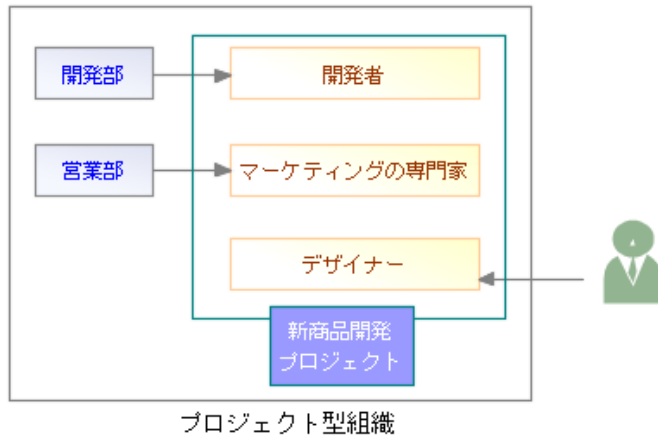 開発部
開発者
営業部
マーケティングの専門家
デザイナー
新商品開発
プロジェクト
プロジェクト型組織